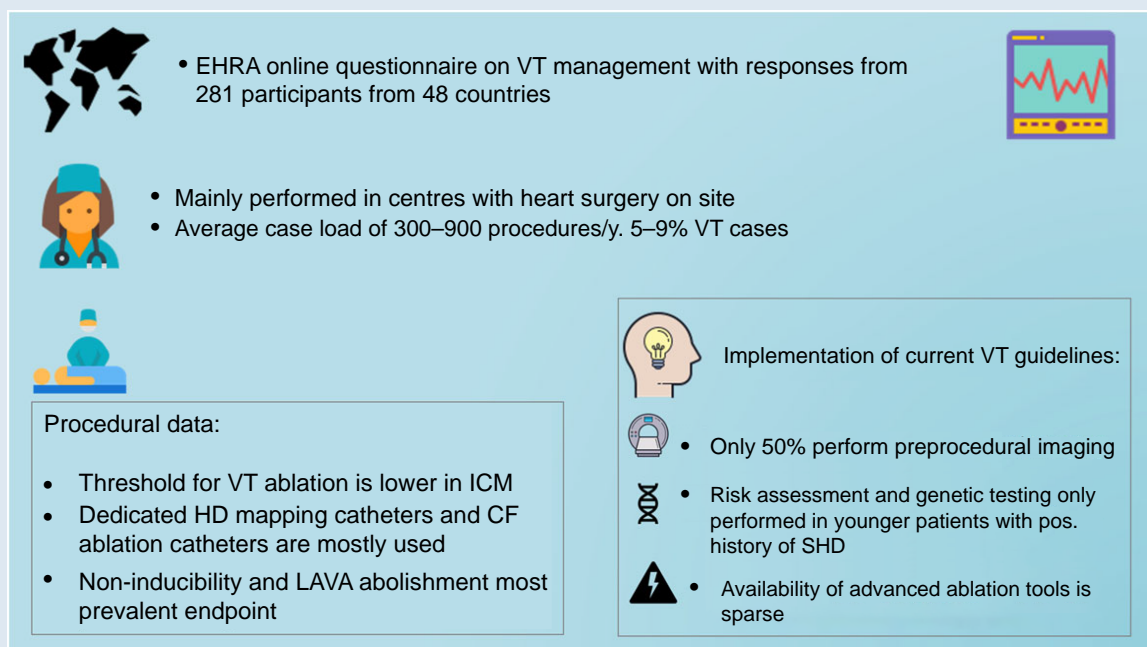 • EHRA online questionnaire on VT management with responses from
281 participants from 48 countries
• Mainly performed in centres with heart surgery on site
• Average case load of 300–900 procedures/y. 5–9% VT cases
Procedural data:
• Threshold for VT ablation is lower in ICM
• Dedicated HD mapping catheters and CF
ablation catheters are mostly used
• Non-inducibility and LAVA abolishment most
prevalent endpoint
Implementation of current VT guidelines:
• Only 50% perform preprocedural imaging
• Risk assessment and genetic testing only
performed in younger patients with pos.
history of SHD
• Availability of advanced ablation tools is
sparse